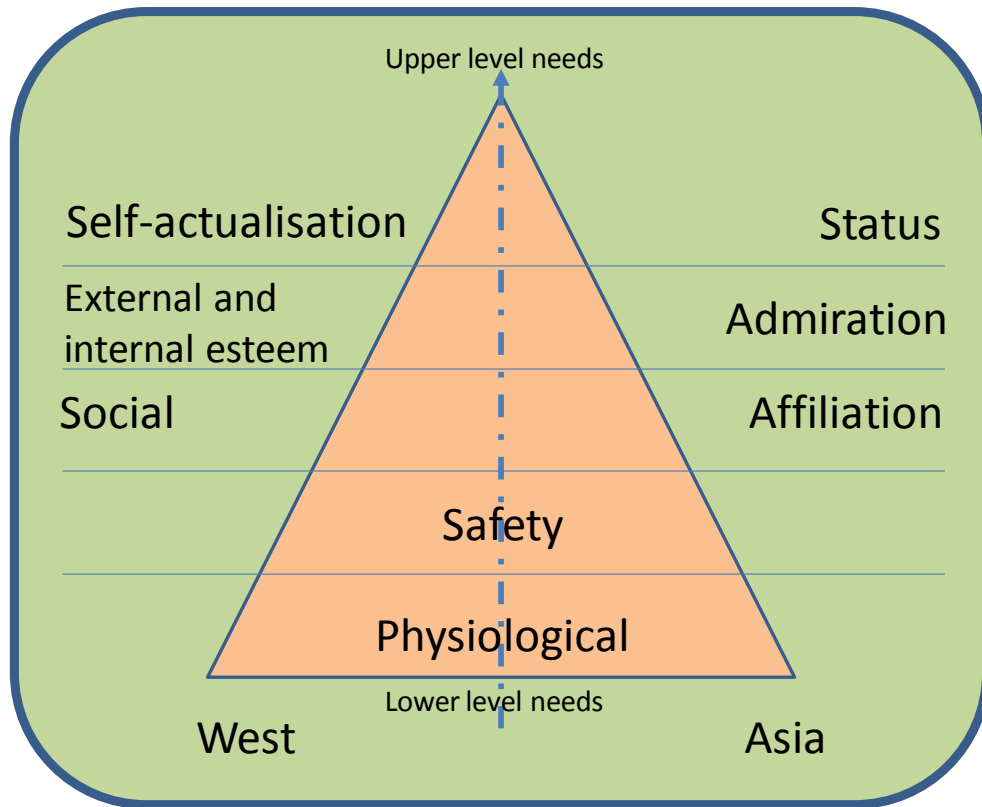 Upper level needs
Self-actualisation
Status
External and
internal esteem
Admiration
Social
Affiliation
Safety
Physiological
Lower level needs
West
Asia